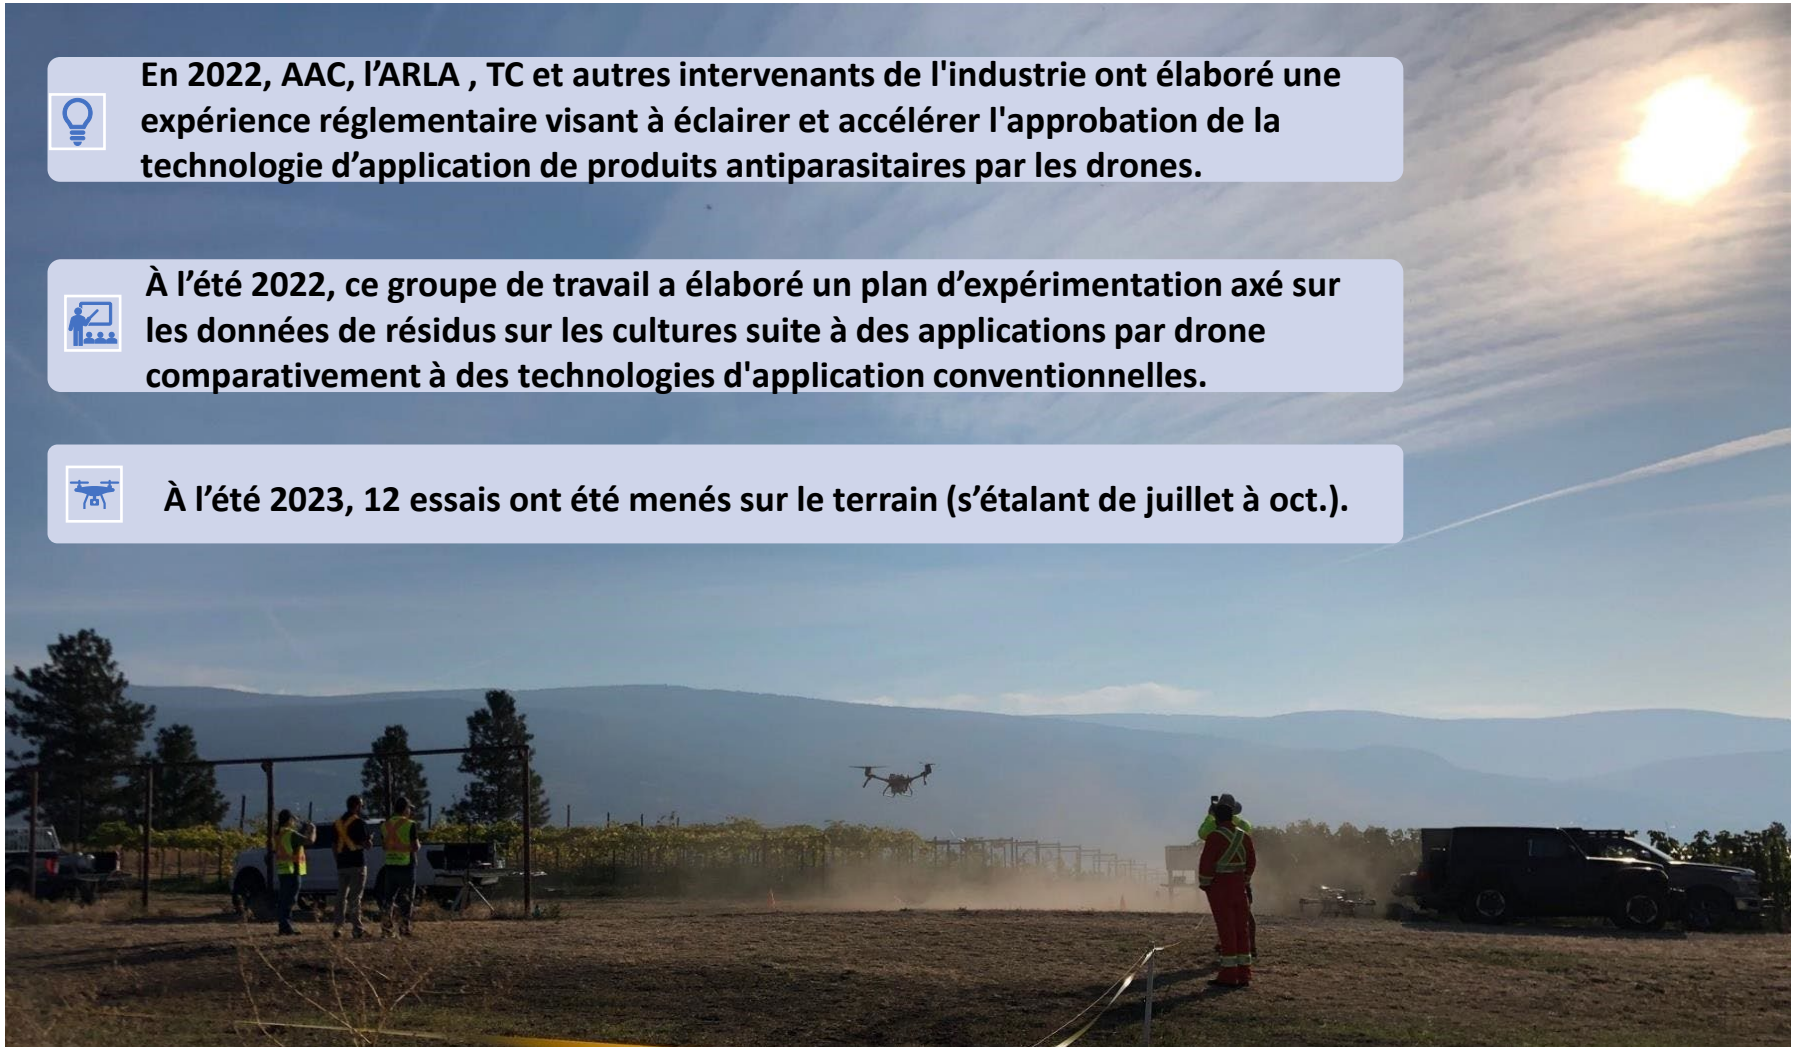 En 2022, AAC, l’ARLA , TC et autres intervenants de l'industrie ont élaboré une
expérience réglementaire visant à éclairer et accélérer l'approbation de la
technologie d’application de produits antiparasitaires par les drones.
À l’été 2022, ce groupe de travail a élaboré un plan d’expérimentation axé sur
les données de résidus sur les cultures suite à des applications par drone
comparativement à des technologies d'application conventionnelles.
À l’été 2023, 12 essais ont été menés sur le terrain (s’étalant de juillet à oct.).